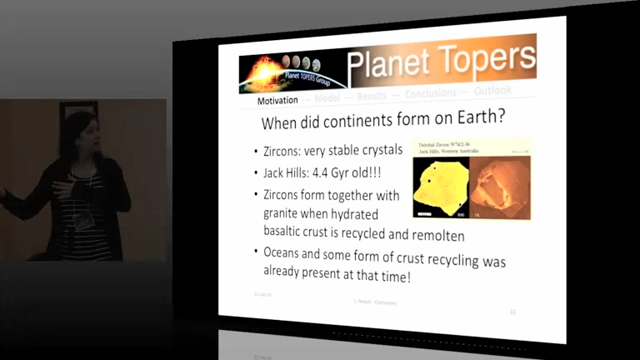 Planet TOPERS Group
Planet Topers
Motivation — Model — Results — Conclusions — Outlook
When did continents form on Earth?
• Zircons: very stable crystals
• Jack Hills: 4.4 Gyr old!!!
• Zircons form together with
granite when hydrated
basaltic crust is recycled and remolten
• Oceans and some form of crust recycling was
already present at that time!
Jack Hills, Western Australia
12